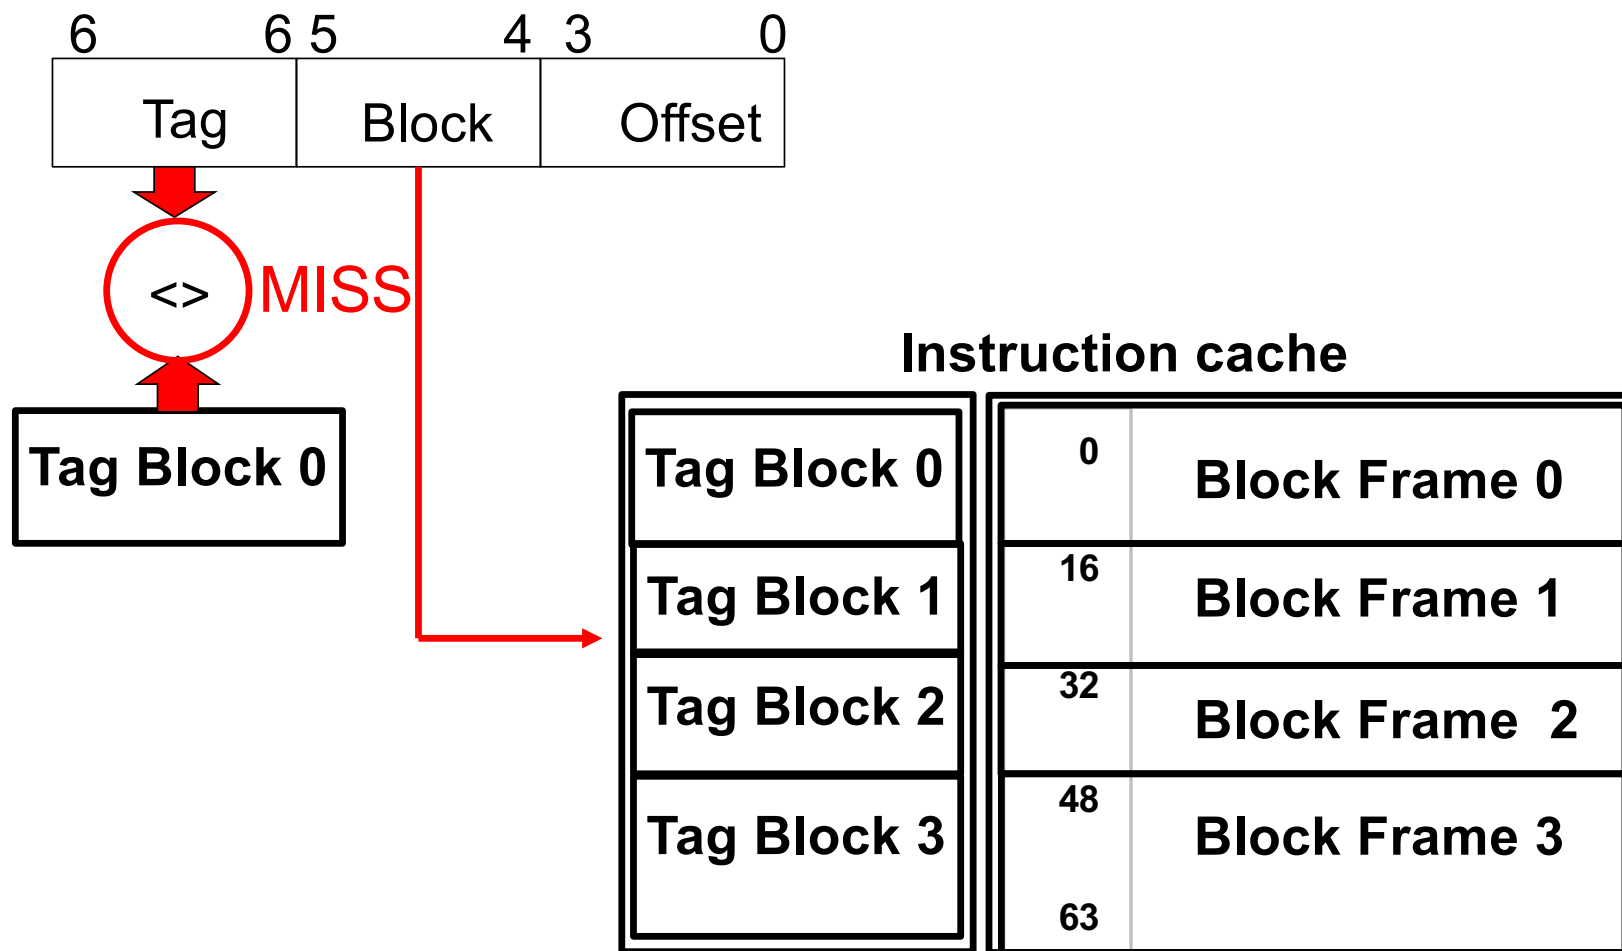 6 6 5 4 3 0
Tag Block Offset
<> MISS
Instruction cache
Tag Block 0
Tag Block 0 0 Block Frame 0
Tag Block 1 16 Block Frame 1
Tag Block 2 32 Block Frame 2
Tag Block 3 48 Block Frame 3
63